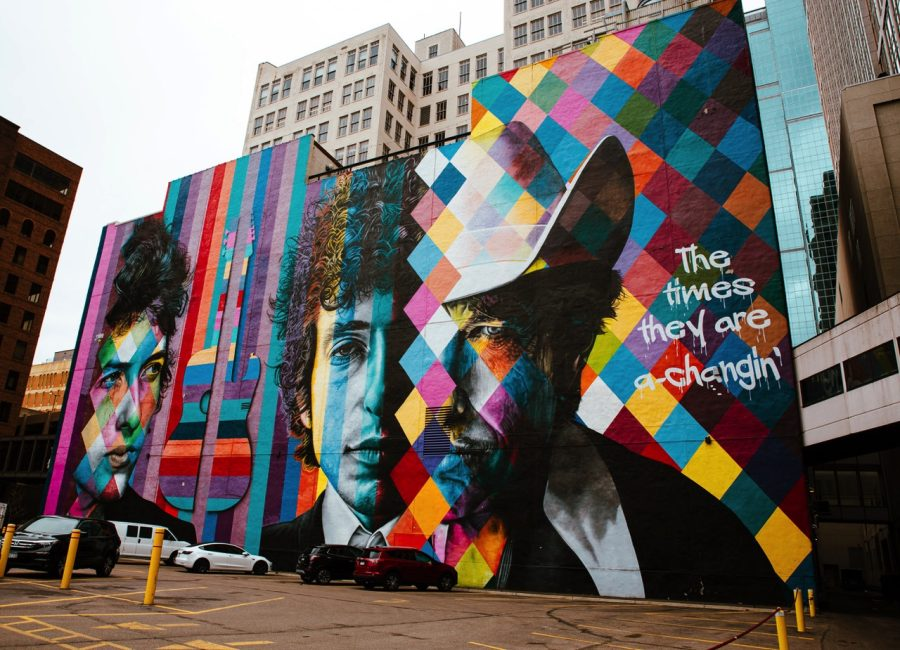 The
times
they are
a-changin'